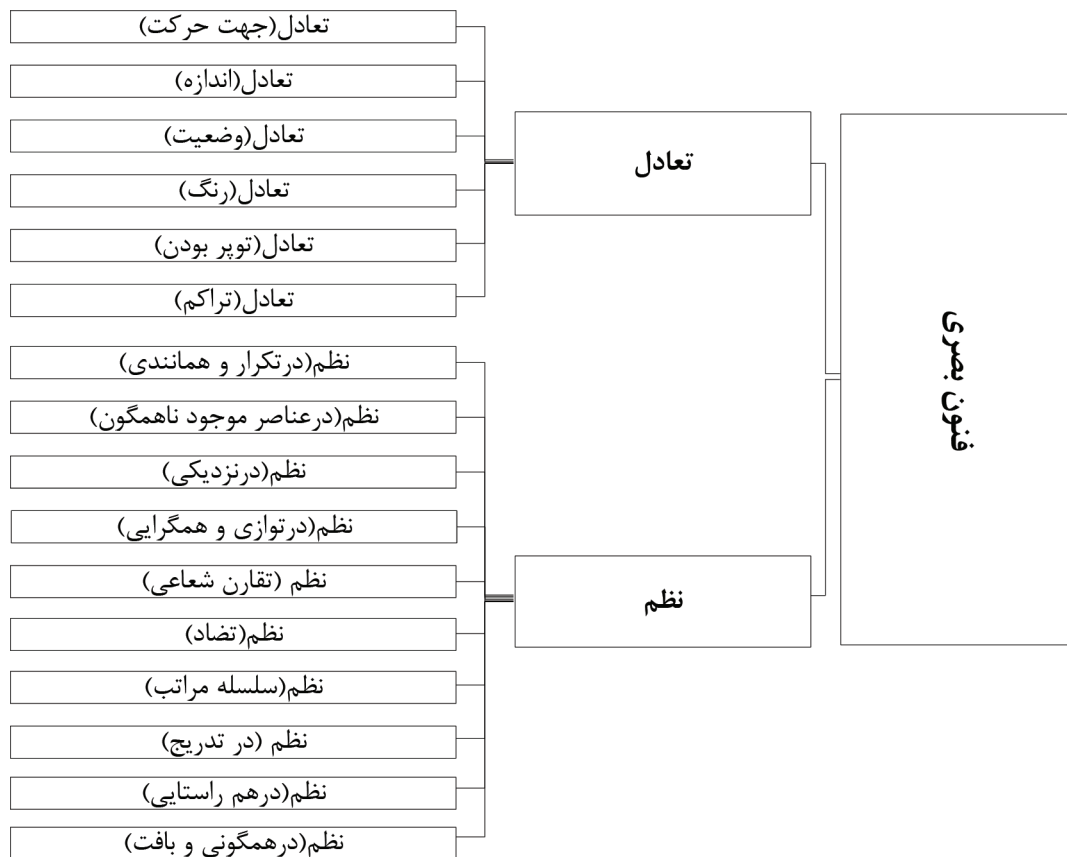 فنون بصری
تعادل
تعادل(جهت حرکت)
تعادل(اندازه)
تعادل(وضعیت)
تعادل(رنگ)
تعادل(توپر بودن)
تعادل(تراکم)
نظم
نظم(درتکرار و همانندی)
نظم(درعناصر موجود ناهمگون)
نظم(درنزدیکی)
نظم(درتوازی و همگرایی)
نظم (تقارن شعاعی)
نظم(تضاد)
نظم(سلسله مراتب)
نظم (در تدریج)
نظم(درهم راستایی)
نظم(درهمگونی و بافت)